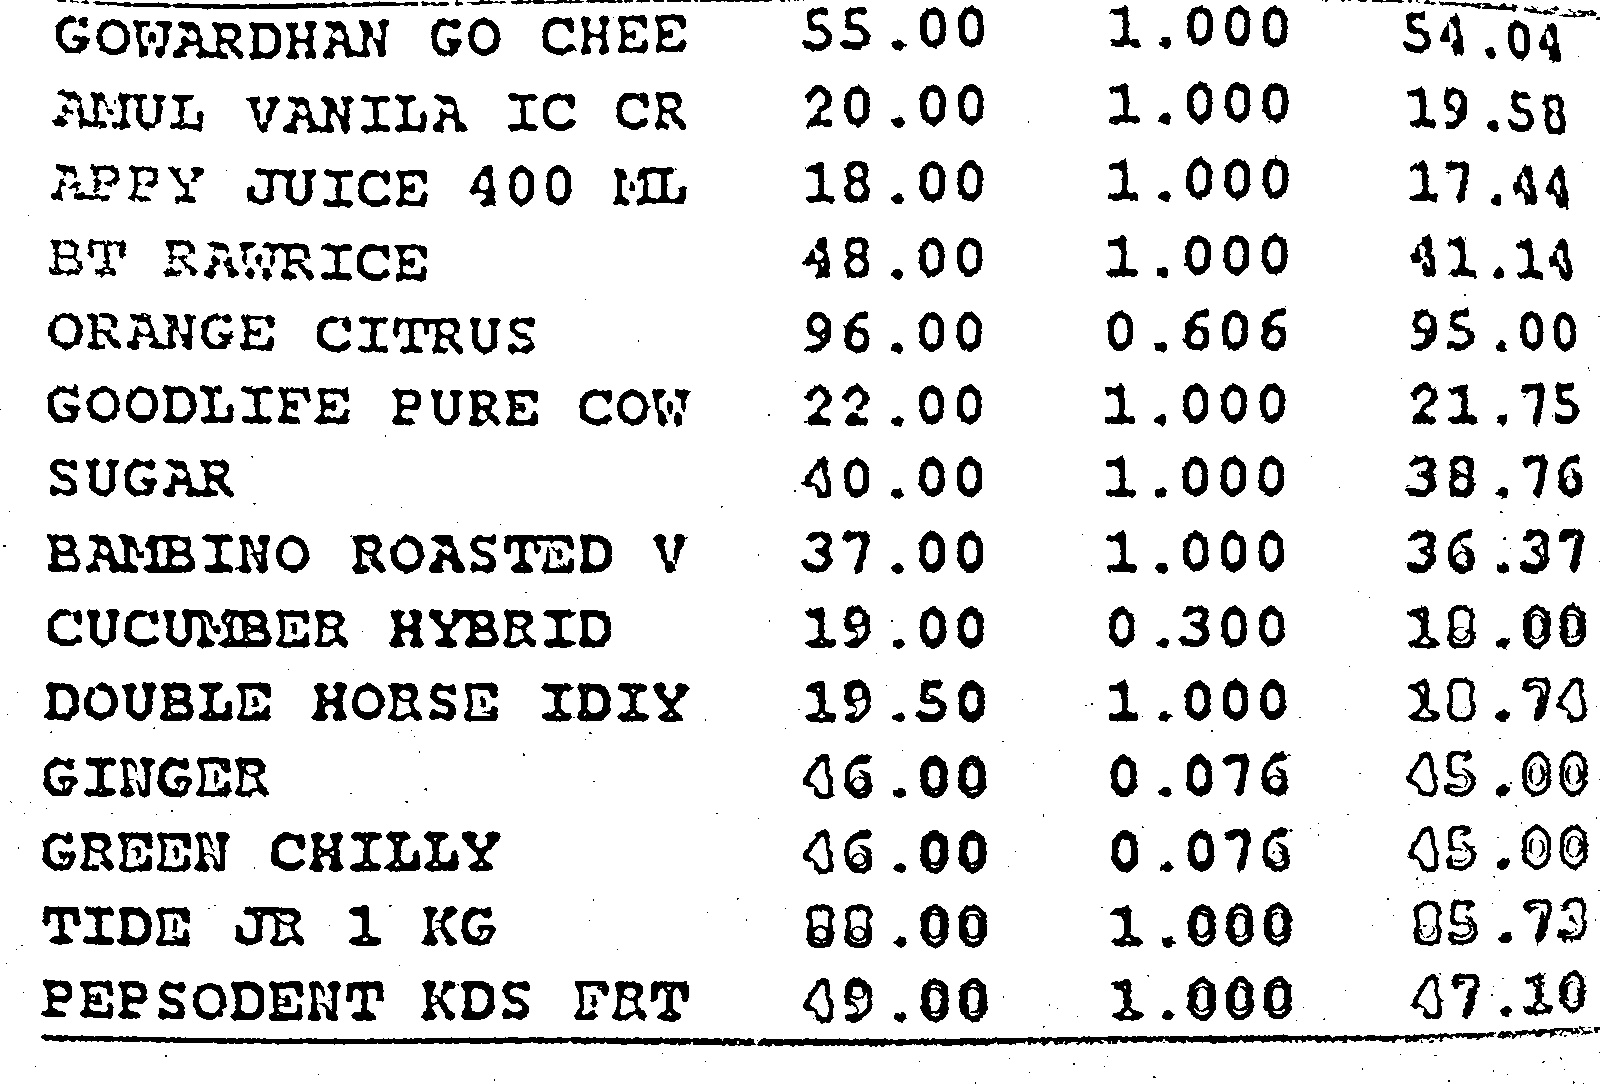 GOWARDHAN GO CHEE 55.00 1.000 54.04
AMUL VANILA IC CR 20.00 1.000 19.58
APPY JUICE 400 ML 18.00 1.000 17.44
BT RAWRICE 48.00 1.000 41.14
ORANGE CITRUS 96.00 0.606 95.00
GOODLIFE PURE COW 22.00 1.000 21.75
SUGAR 40.00 1.000 38.76
BAMBINO ROASTED V 37.00 1.000 36.37
CUCUMBER HYBRID 19.00 0.300 18.00
DOUBLE HORSE IDIY 19.50 1.000 18.74
GINGER 46.00 0.076 45.00
GREEN CHILLY 46.00 0.076 45.00
TIDE JR 1 KG 88.00 1.000 85.73
PEPSODENT KDS FRT 49.00 1.000 47.10